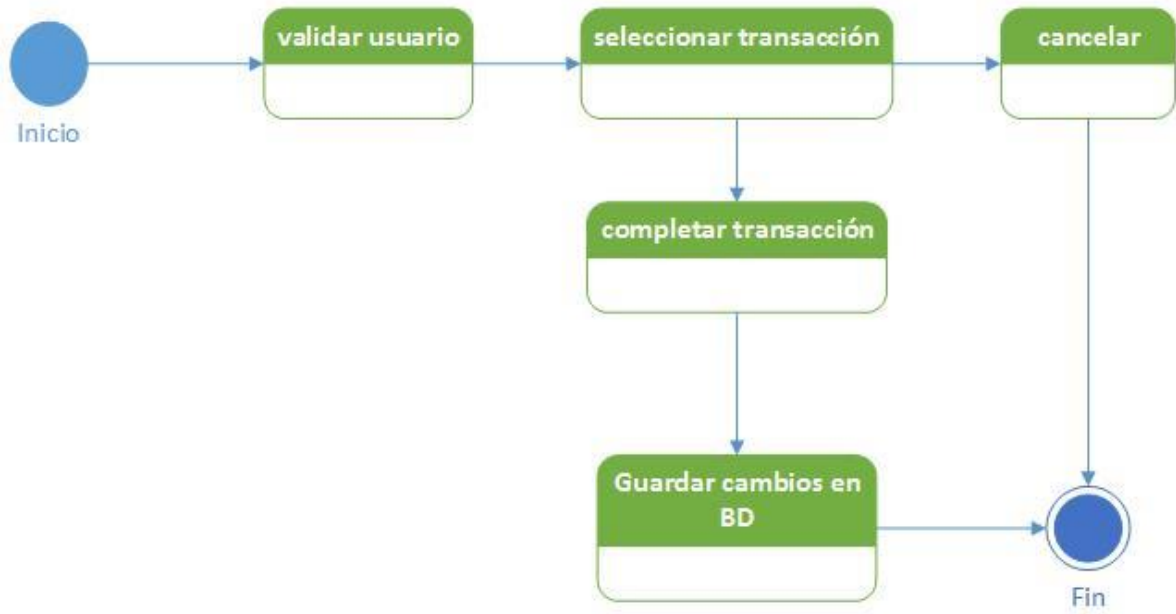 validar usuario
seleccionar transacción
cancelar
Inicio
completar transacción
Guardar cambios en
BD
Fin